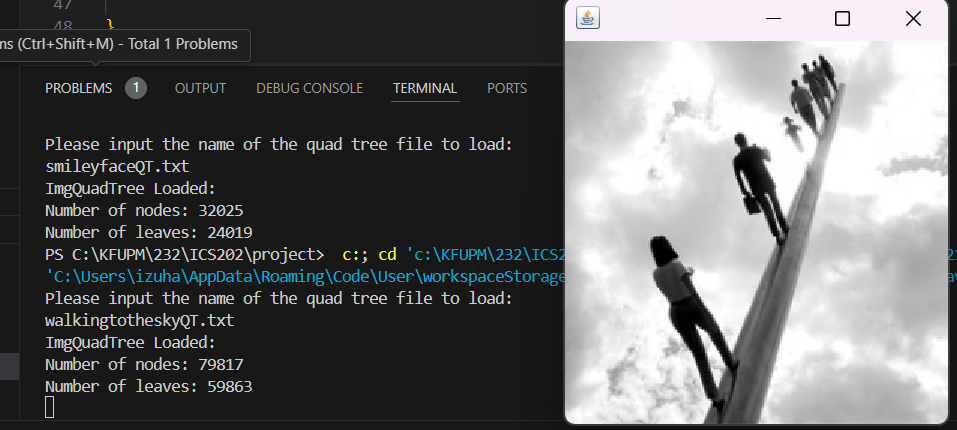 47
48 }
ms (Ctrl+Shift+M) - Total 1 Problems
PROBLEMS 1 OUTPUT DEBUG CONSOLE TERMINAL PORTS
Please input the name of the quad tree file to load:
smileyfaceQT.txt
ImgQuadTree Loaded:
Number of nodes: 32025
Number of leaves: 24019
PS C:\KFUPM\232\ICS202\project>  c:; cd 'c:\KFUPM\232\ICS2
'C:\Users\izuha\AppData\Roaming\Code\User\workspaceStorage
Please input the name of the quad tree file to load:
walkingtotheskyQT.txt
ImgQuadTree Loaded:
Number of nodes: 79817
Number of leaves: 59863